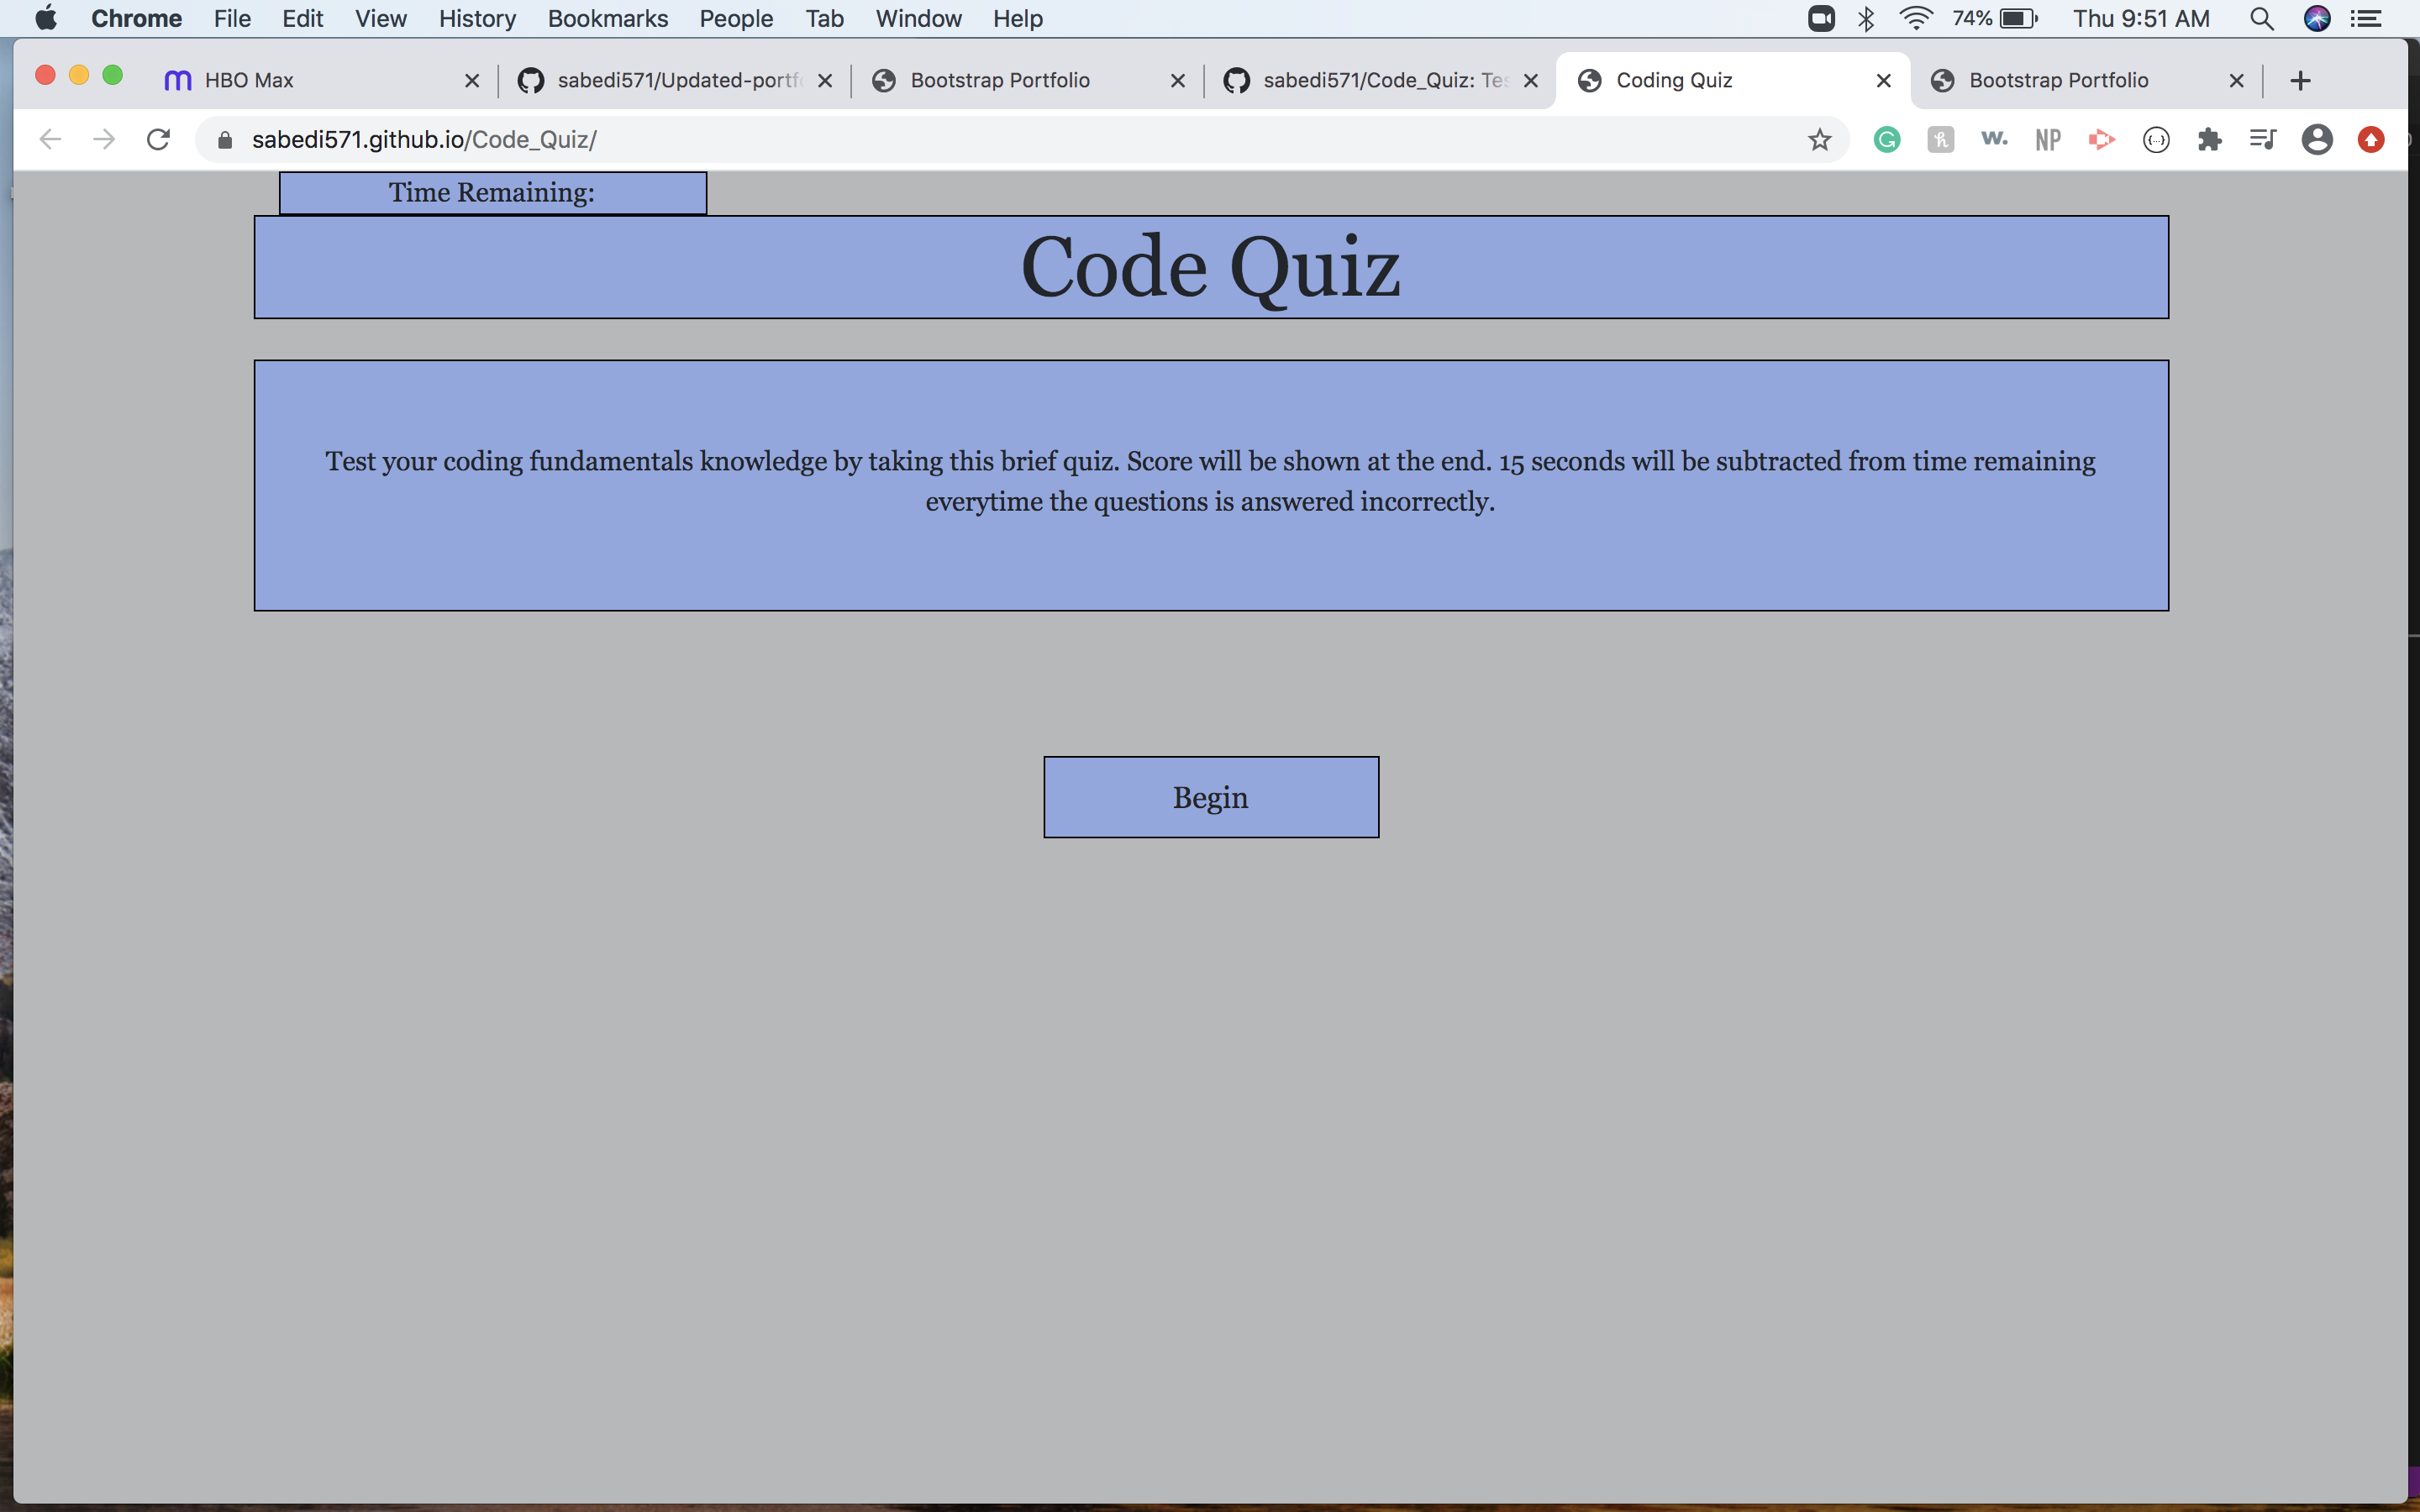 Chrome File Edit View History Bookmarks People Tab Window Help 74% Thu 9:51 AM
HBO Max sabedi571/Updated-portf Bootstrap Portfolio sabedi571/Code_Quiz: Tes Coding Quiz Bootstrap Portfolio
sabedi571.github.io/Code_Quiz/ G h w. NP {...}
Time Remaining:
Code Quiz
Test your coding fundamentals knowledge by taking this brief quiz. Score will be shown at the end. 15 seconds will be subtracted from time remaining
everytime the questions is answered incorrectly.
Begin